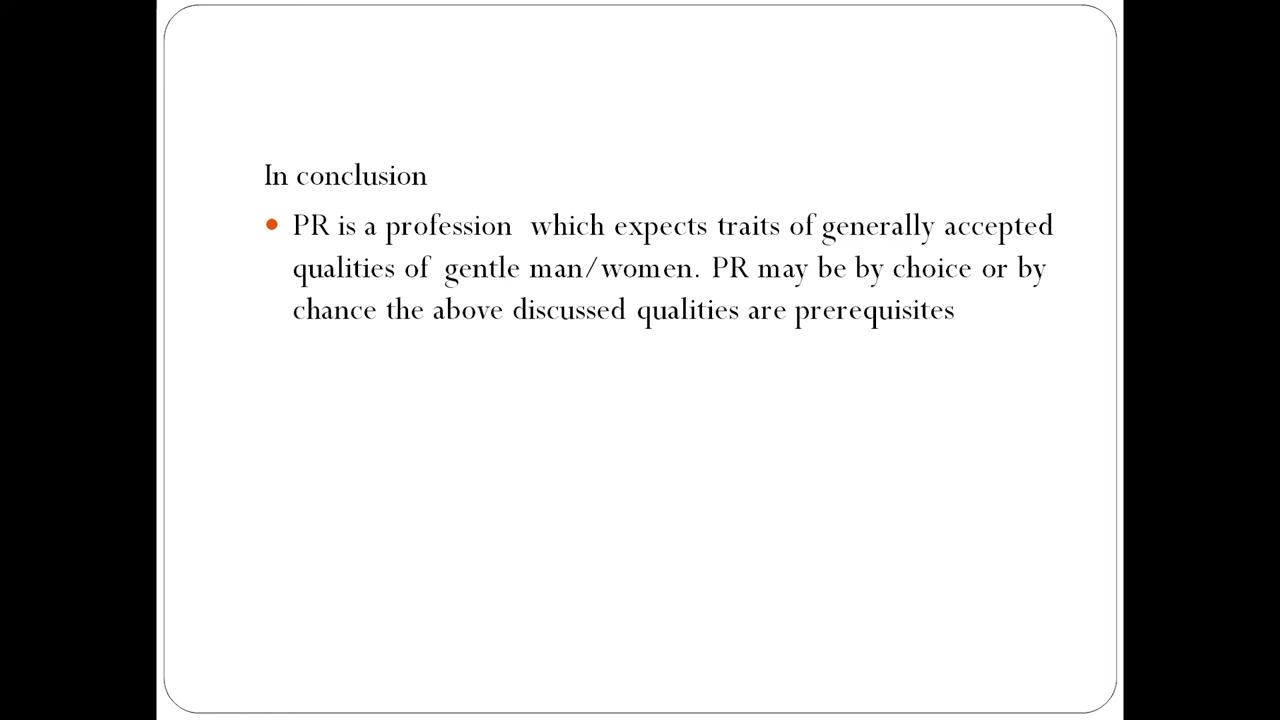 In conclusion
• PR is a profession  which expects traits of generally accepted
qualities of  gentle man/women. PR may be by choice or by
chance the above discussed qualities are prerequisites